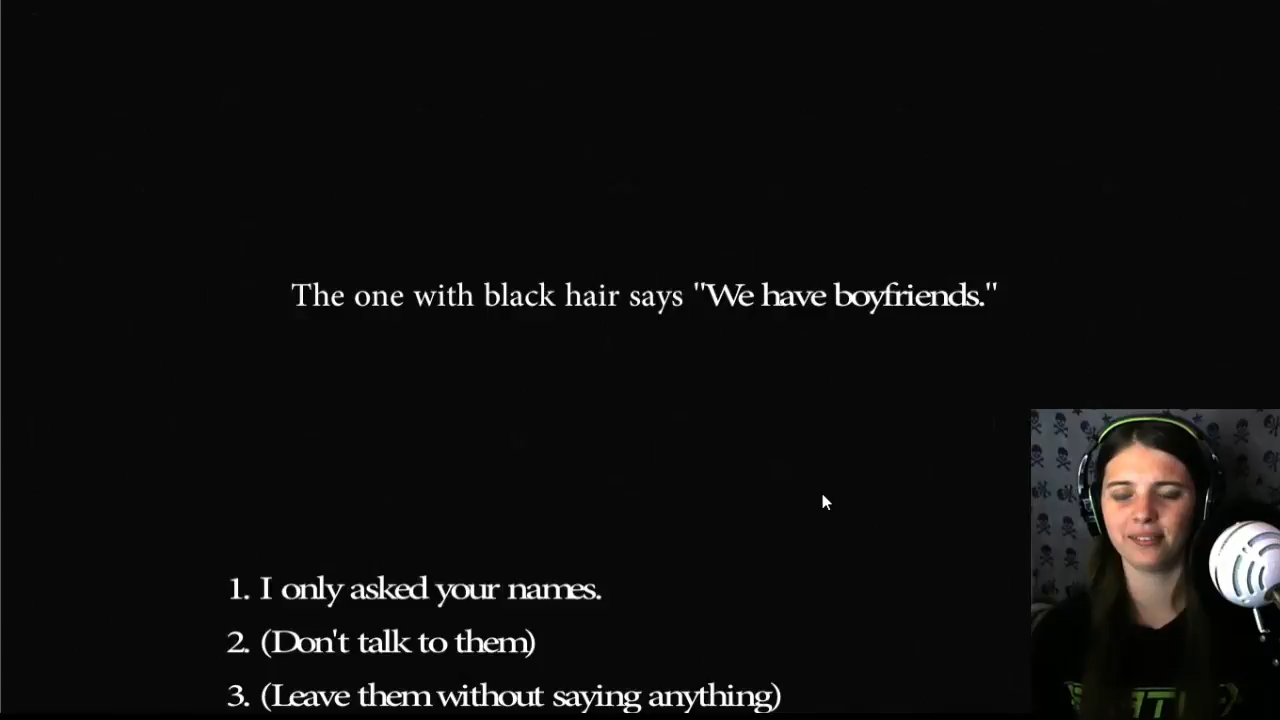 The one with black hair says "We have boyfriends."
1. I only asked your names.
2. (Don't talk to them)
3. (Leave them without saying anything)